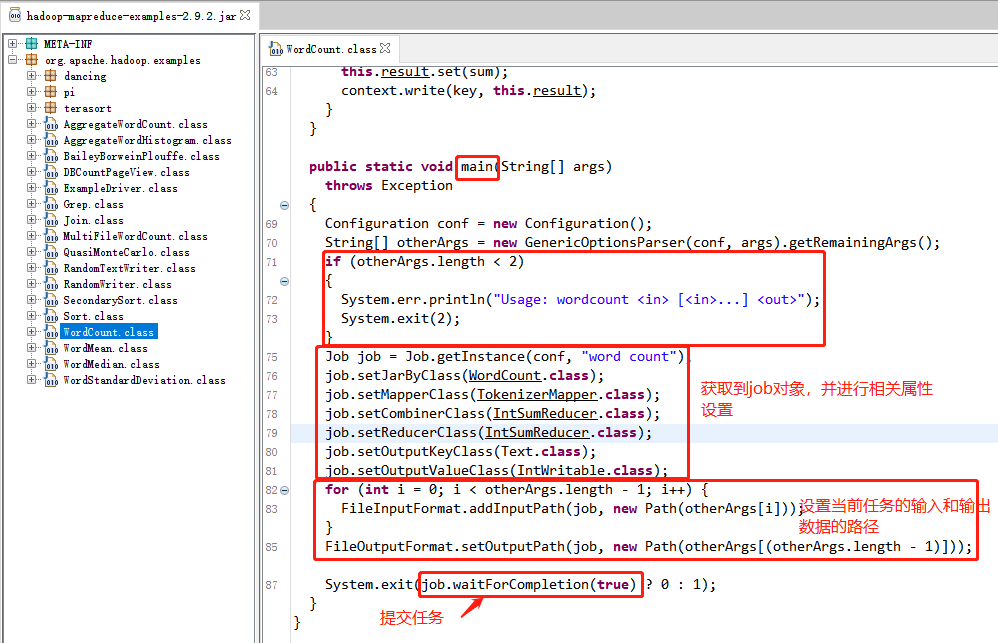 hadoop-mapreduce-examples-2.9.2.jar
META-INF
org.apache.hadoop.examples
dancing
pi
terasort
AggregateWordCount.class
AggregateWordHistogram.class
BaileyBorweinPlouffe.class
DBCountPageView.class
ExampleDriver.class
Grep.class
Join.class
MultiFileWordCount.class
QuasiMonteCarlo.class
RandomTextWriter.class
RandomWriter.class
SecondarySort.class
Sort.class
WordCount.class
WordMean.class
WordMedian.class
WordStandardDeviation.class
WordCount.class
63 this.result.set(sum);
64 context.write(key, this.result);
}
}
public static void main(String[] args)
throws Exception
{
69 Configuration conf = new Configuration();
70 String[] otherArgs = new GenericOptionsParser(conf, args).getRemainingArgs();
71 if (otherArgs.length < 2)
{
72 System.err.println("Usage: wordcount <in> [<in>...] <out>");
73 System.exit(2);
}
75 Job job = Job.getInstance(conf, "word count")
76 job.setJarByClass(WordCount.class);
77 job.setMapperClass(TokenizerMapper.class);
78 job.setCombinerClass(IntSumReducer.class);
79 job.setReducerClass(IntSumReducer.class);
80 job.setOutputKeyClass(Text.class);
81 job.setOutputValueClass(IntWritable.class);
获取到job对象，并进行相关属性
设置
82 for (int i = 0; i < otherArgs.length - 1; i++) {
83 FileInputFormat.addInputPath(job, new Path(otherArgs[i]));
}
85 FileOutputFormat.setOutputPath(job, new Path(otherArgs[(otherArgs.length - 1)]));
设置当前任务的输入和输出
数据的路径
87 System.exit(job.waitForCompletion(true) ? 0 : 1);
}
}
提交任务